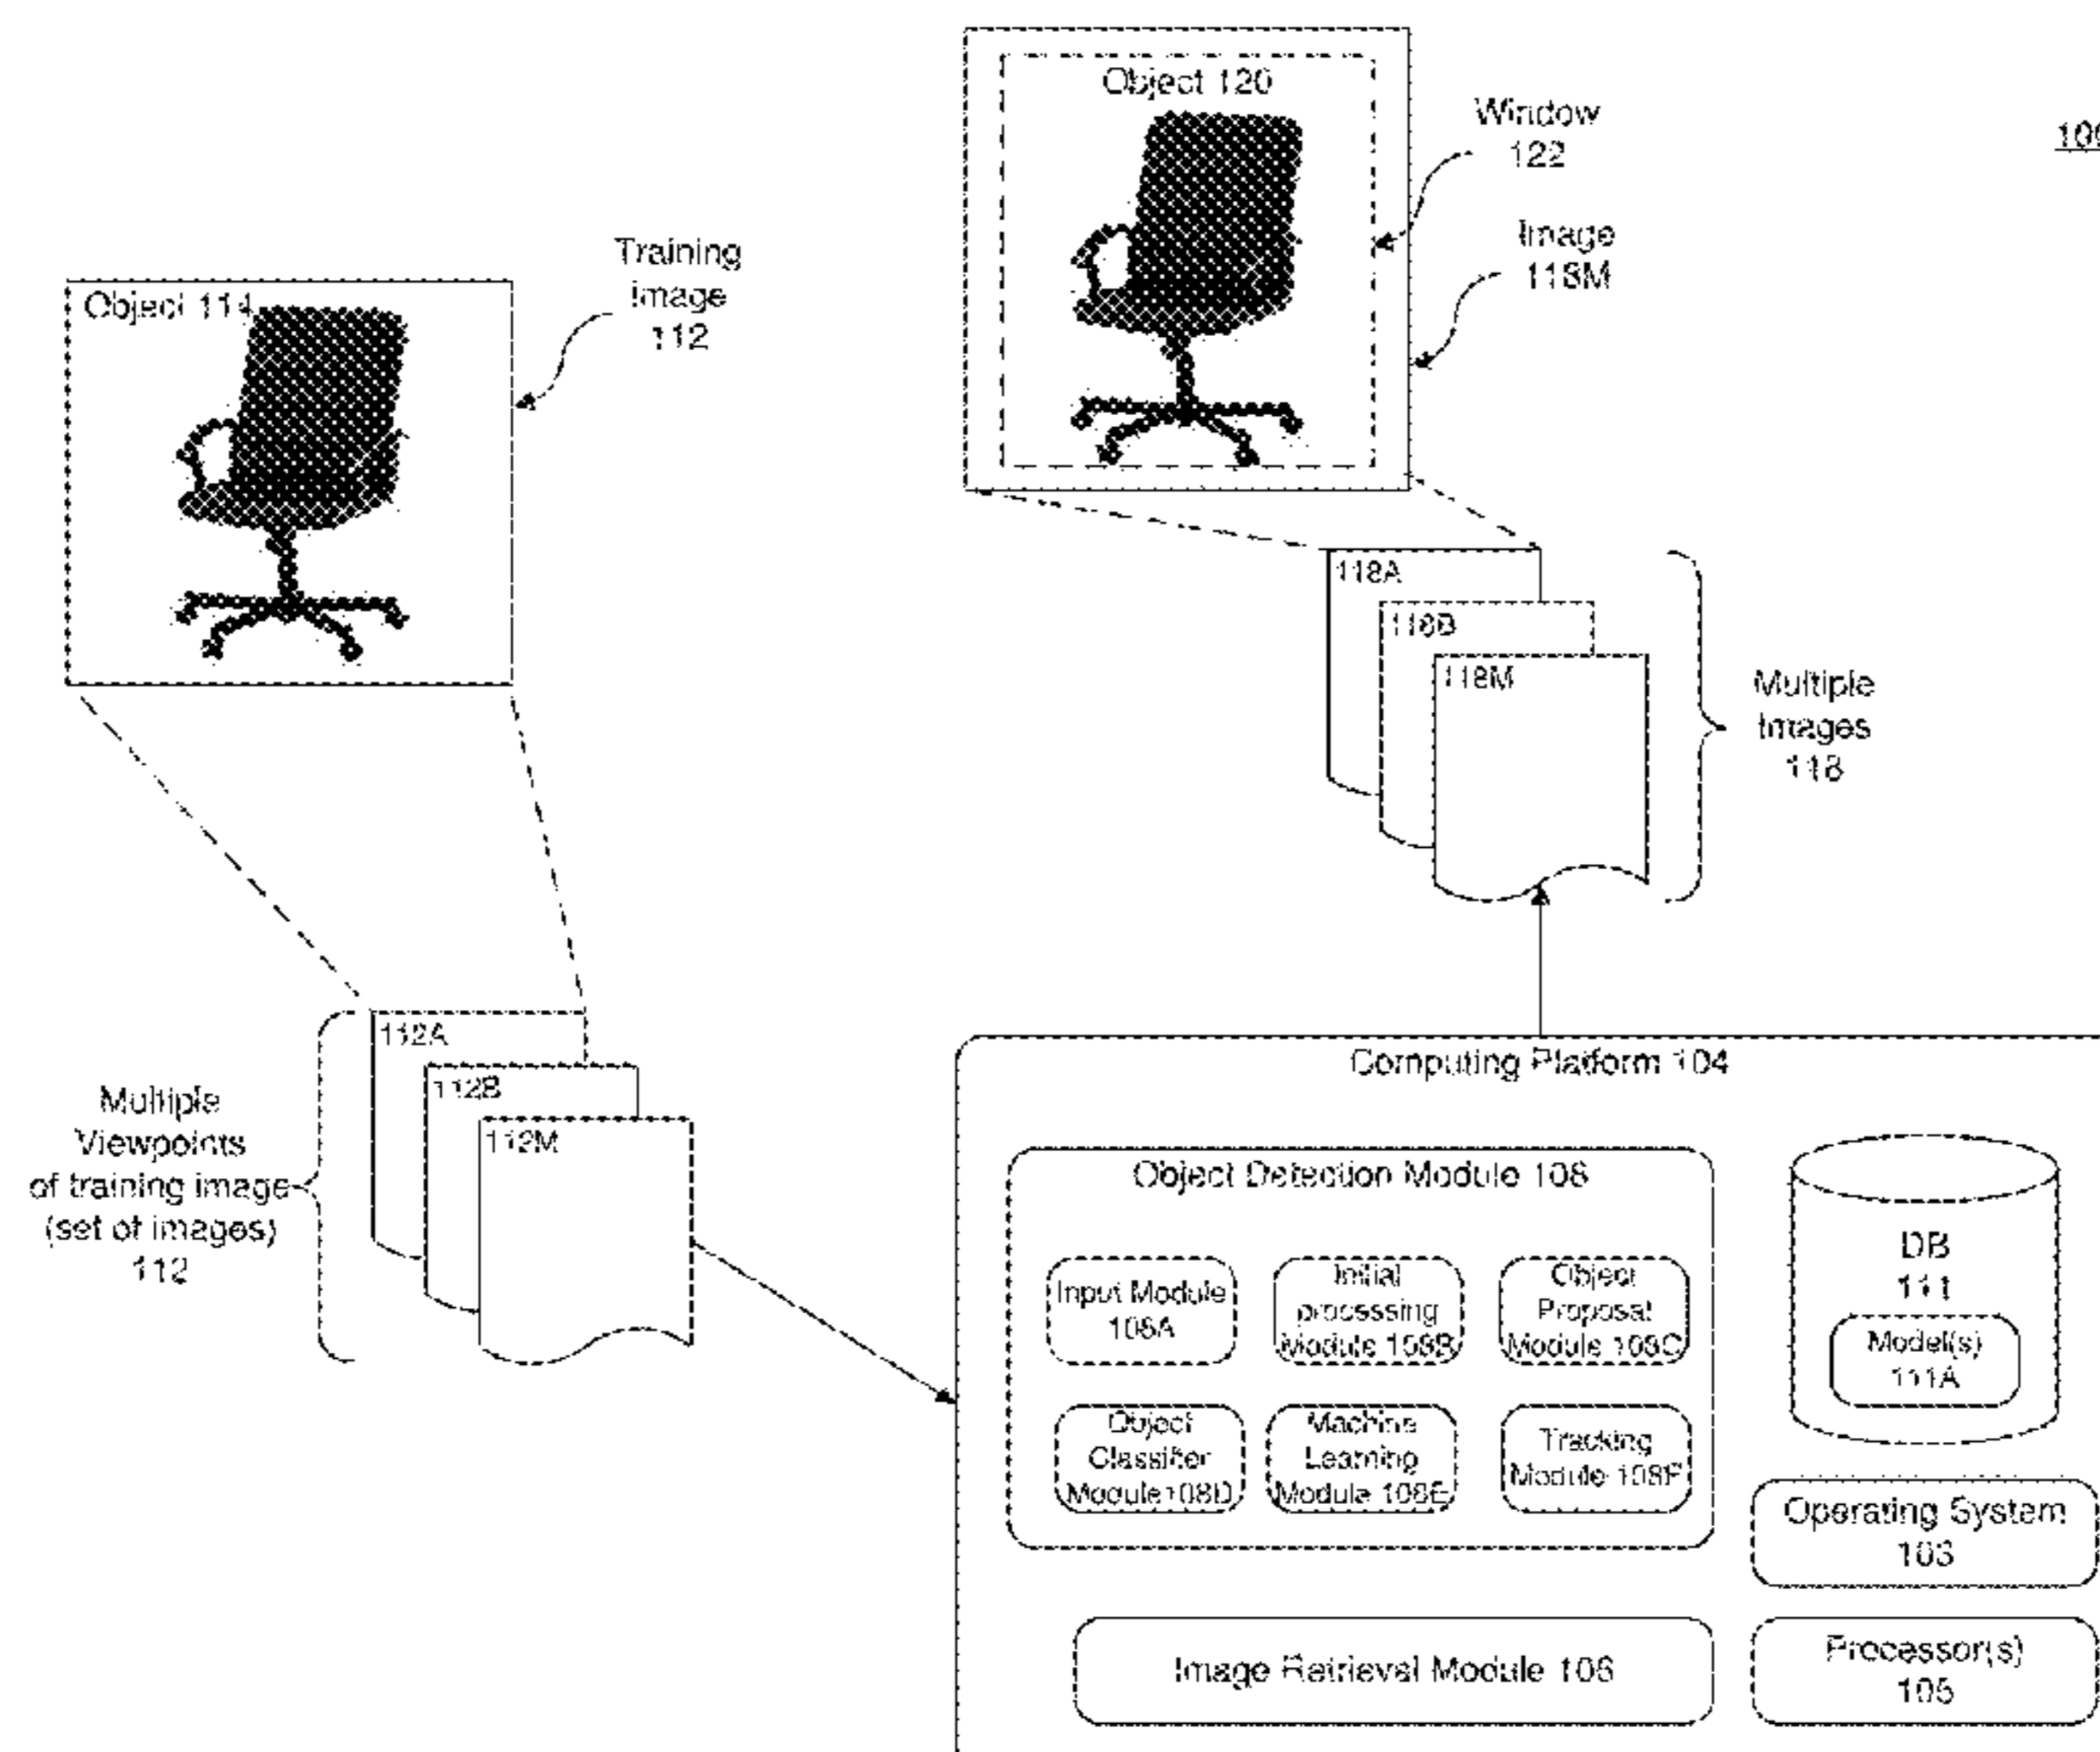 Object 120
Window
122
100
Image
118M
Training
Image
112
Object 114
118A
118B
118M
Multiple
Images
118
112A
112B
112M
Multiple
Viewpoints
of training image
(set of images)
112
Computing Platform 104
Object Detection Module 108
Input Module
108A
Initial
processsing
Module 108B
Object
Proposal
Module 108C
Object
Classifier
Module108D
Machine
Learning
Module 108E
Tracking
Module 108F
DB
111
Model(s)
111A
Operating System
103
Processor(s)
105
Image Retrieval Module 106